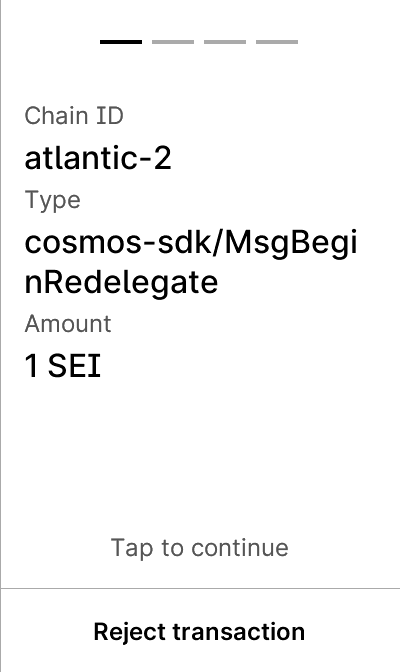 Chain ID
atlantic-2
Type
cosmos-sdk/MsgBegi
nRedelegate
Amount
1 SEI
Tap to continue
Reject transaction